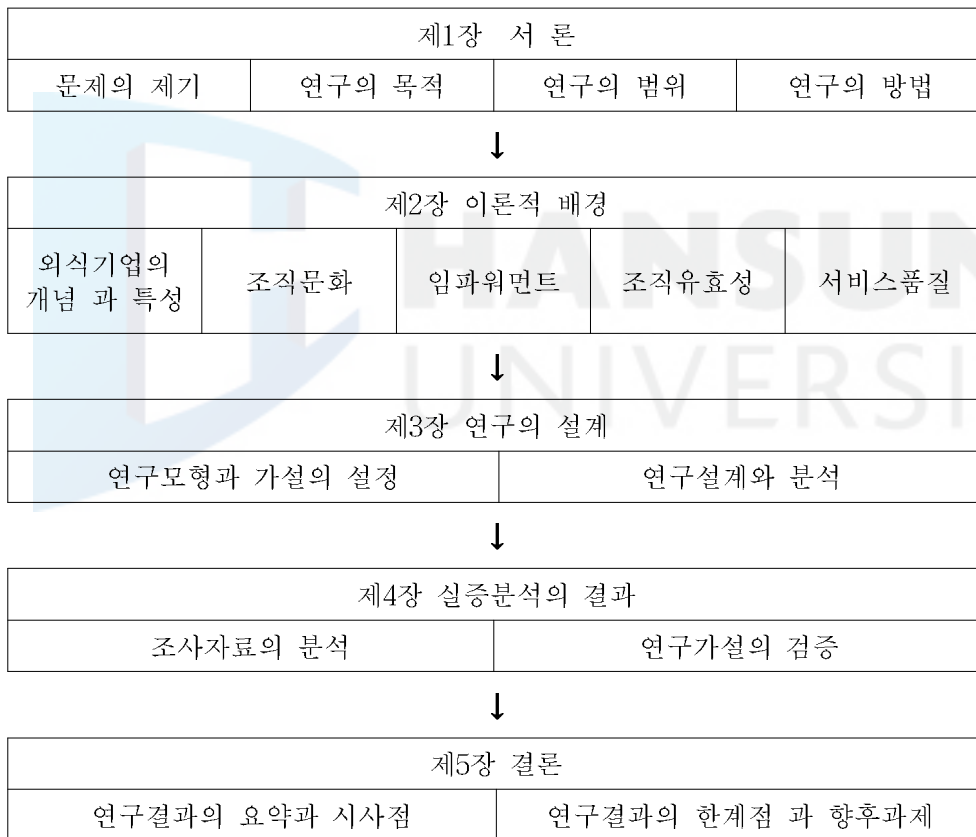 제1장 서 론
문제의 제기 연구의 목적 연구의 범위 연구의 방법
↓
제2장 이론적 배경
외식기업의
개념 과 특성
조직문화 임파워먼트 조직유효성 서비스품질
↓
제3장 연구의 설계
연구모형과 가설의 설정 연구설계와 분석
↓
제4장 실증분석의 결과
조사자료의 분석 연구가설의 검증
↓
제5장 결론
연구결과의 요약과 시사점 연구결과의 한계점 과 향후과제
HANSUN
UNIVERSI